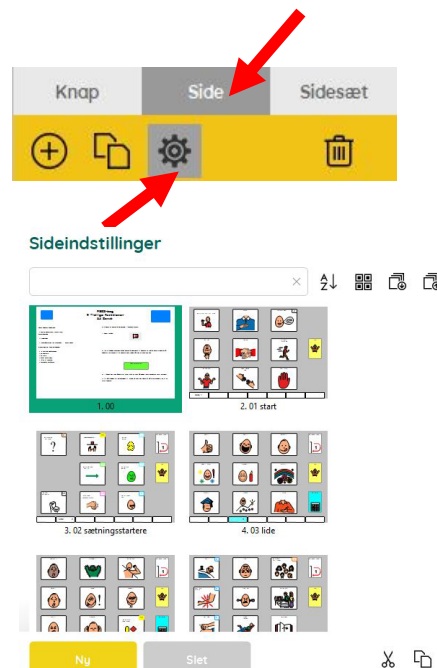 Knap Side Sidesæt
Sideindstillinger
1. 00 2. 01 start
3. 02 sætningsstartere 4. 03 lide
Ny Slet